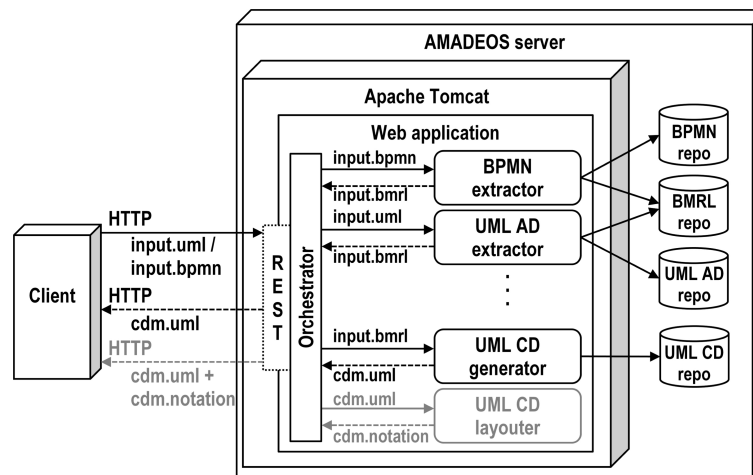 AMADEOS server
Apache Tomcat
Web application
BPMN
repo
input.bpmn
BPMN
extractor
input.bmrl
BMRL
repo
HTTP
input.uml
UML AD
extractor
input.uml /
input.bpmn
input.bmrl
Client
REST
Orchestrator
UML AD
repo
HTTP
cdm.uml
input.bmrl
UML CD
generator
UML CD
repo
HTTP
cdm.uml
cdm.uml +
cdm.notation
cdm.uml
UML CD
layouter
cdm.notation